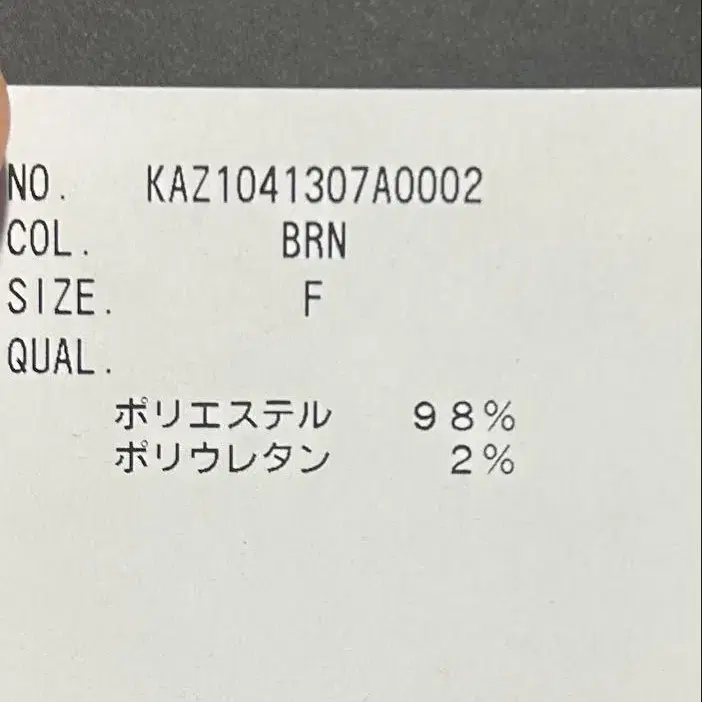 NO. KAZ1041307A0002
COL. BRN
SIZE. F
QUAL.
ポリエステル 98%
ポリウレタン 2%